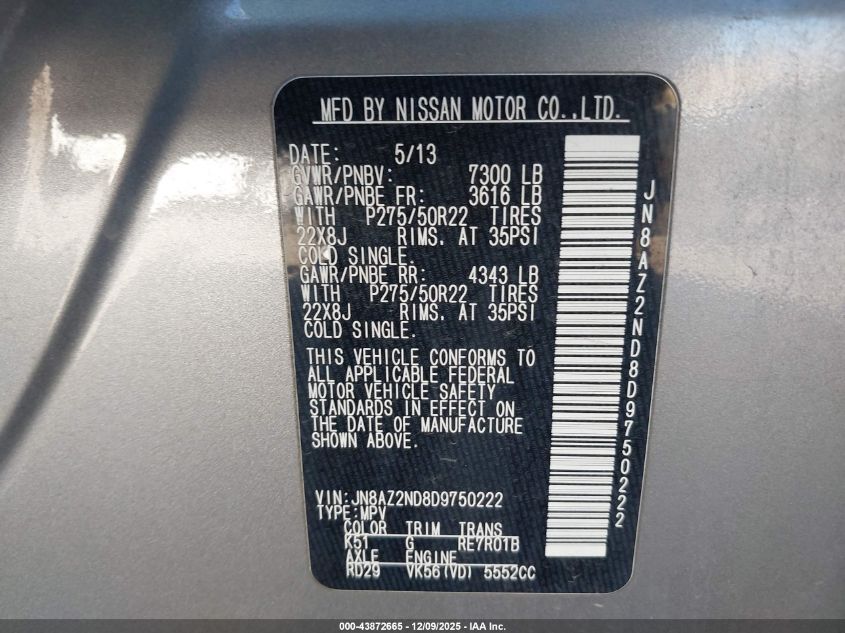 MFD BY NISSAN MOTOR CO.,LTD.
DATE: 5/13
GVWR/PNBV: 7300 LB
GAWR/PNBE FR: 3616 LB
WITH P275/50R22 TIRES
22X8J RIMS. AT 35PSI
COLD SINGLE.
GAWR/PNBE RR: 4343 LB
WITH P275/50R22 TIRES
22X8J RIMS. AT 35PSI
COLD SINGLE.
THIS VEHICLE CONFORMS TO
ALL APPLICABLE FEDERAL
MOTOR VEHICLE SAFETY
STANDARDS IN EFFECT ON
THE DATE OF MANUFACTURE
SHOWN ABOVE.
VIN:JN8AZ2ND8D9750222
TYPE:MPV
COLOR TRIM TRANS
K51 G RE7R01B
AXLE ENGINE
RD29 VK56(VD) 5552CC
JN8AZ2ND8D9750222
000-43872665 - 12/09/2025 - IAA Inc.